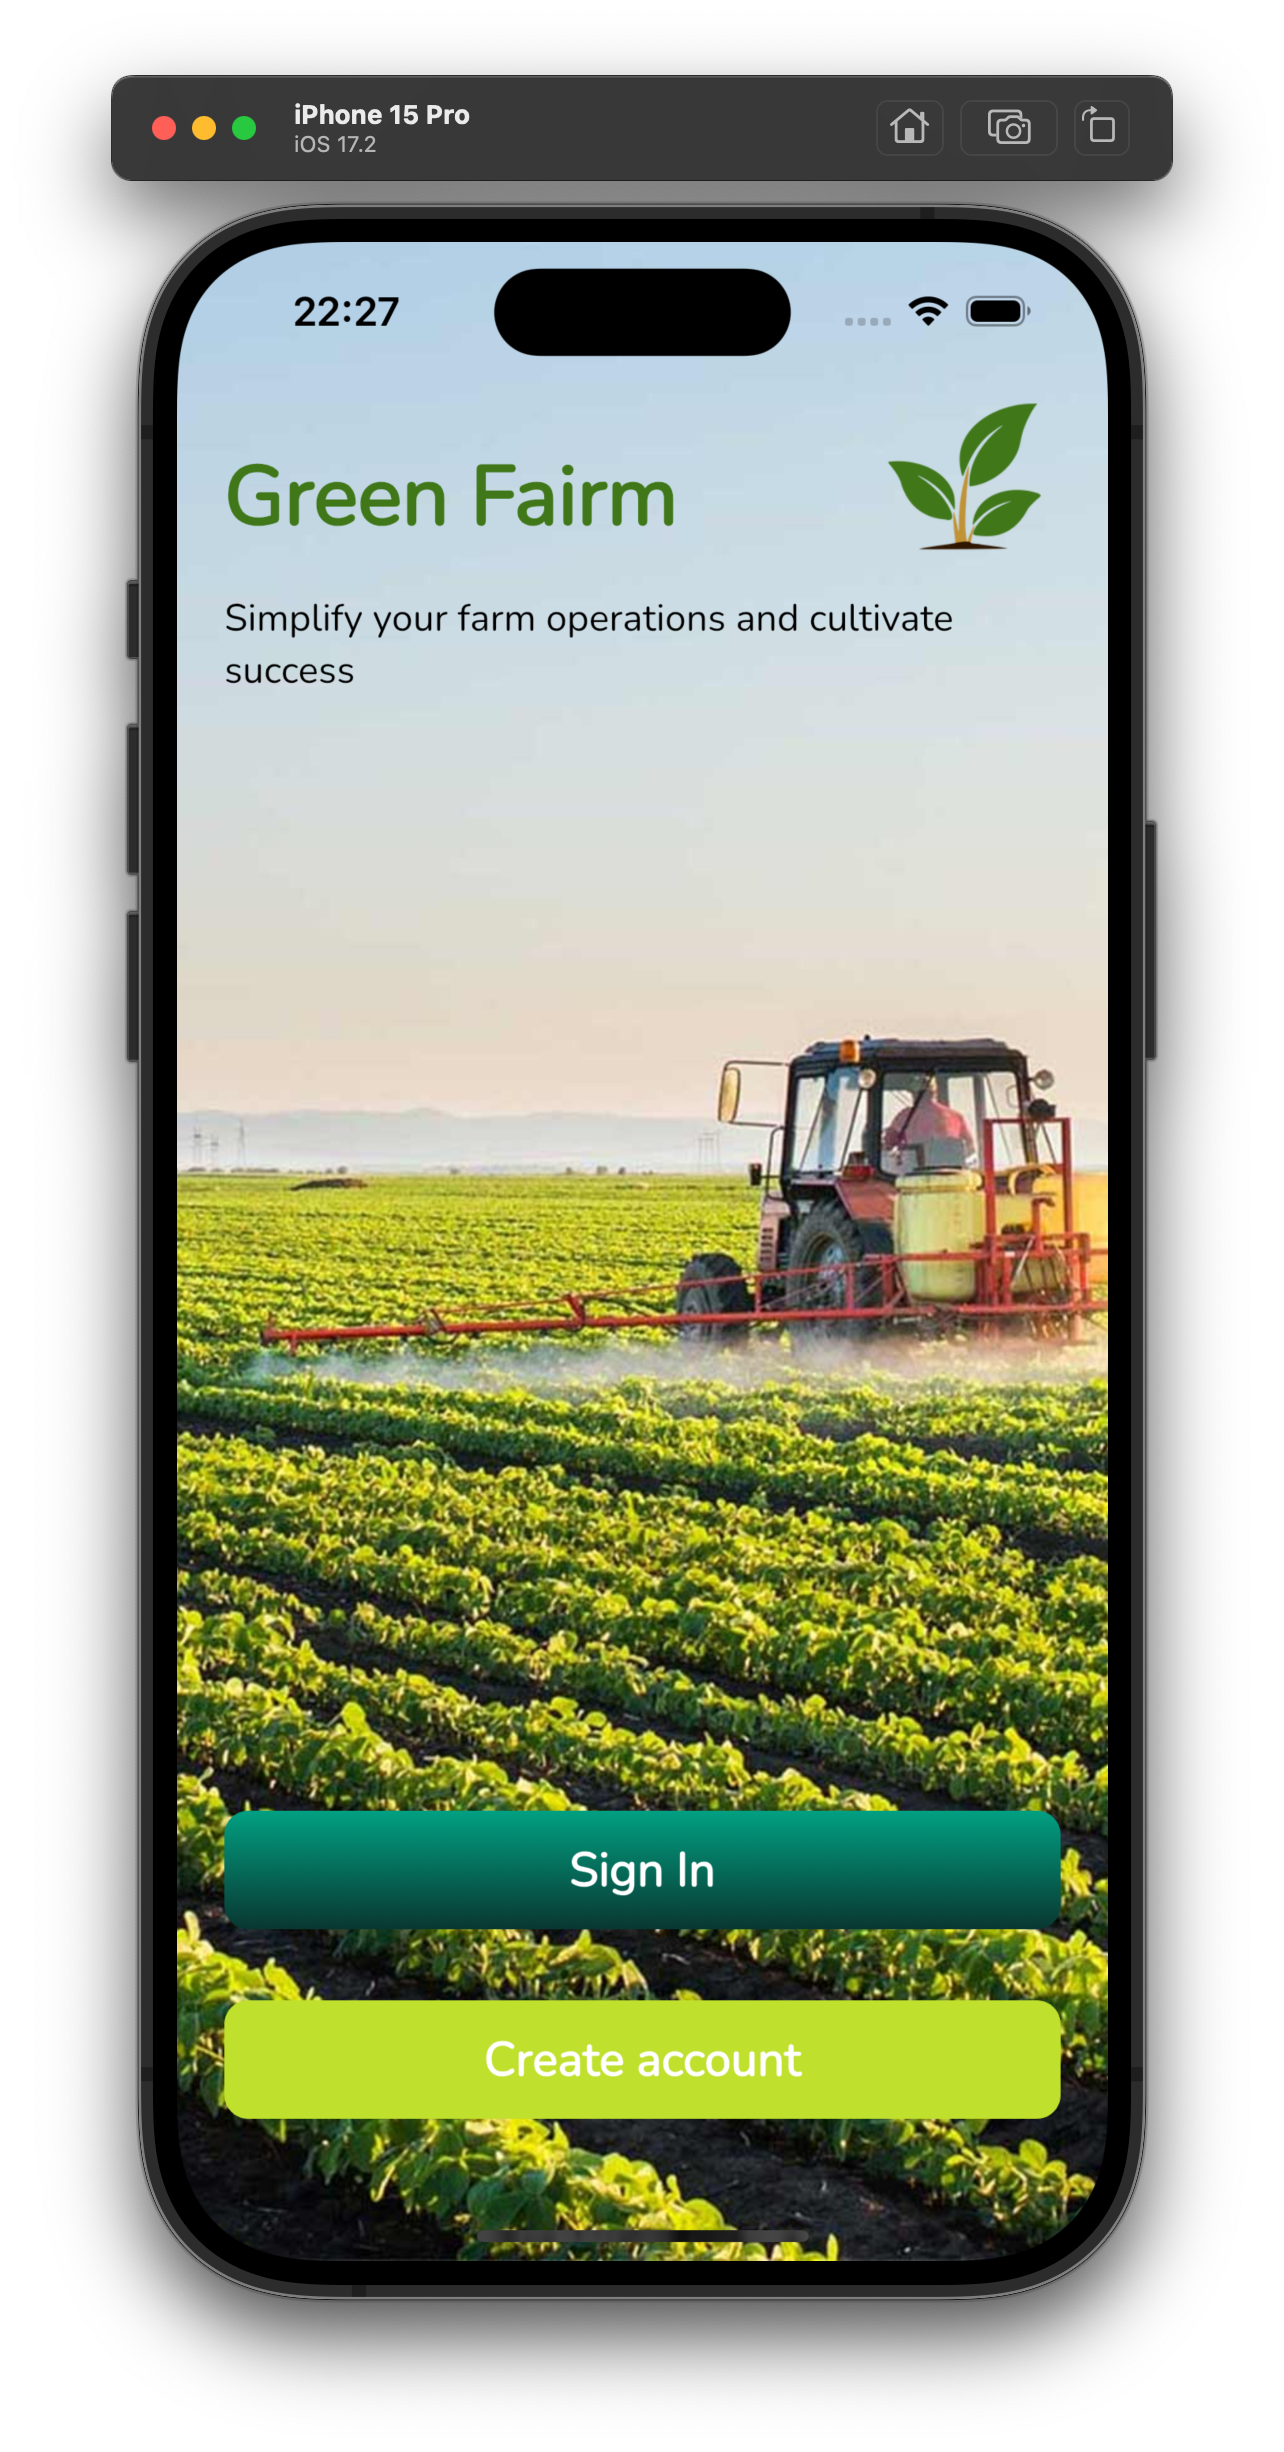 iPhone 15 Pro
iOS 17.2
22:27
Green Fairm
Simplify your farm operations and cultivate
success
Sign In
Create account